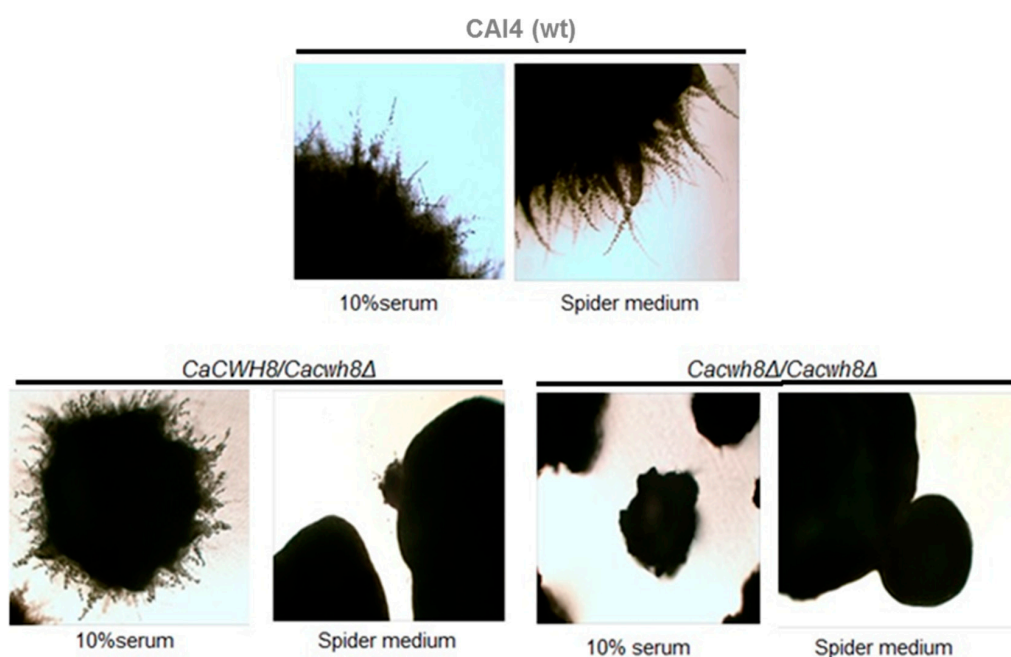 CAI4 (wt)
10%serum
Spider medium
CaCWH8/Cacwh8Δ
Cacwh8Δ/Cacwh8Δ
10%serum
Spider medium
10% serum
Spider medium